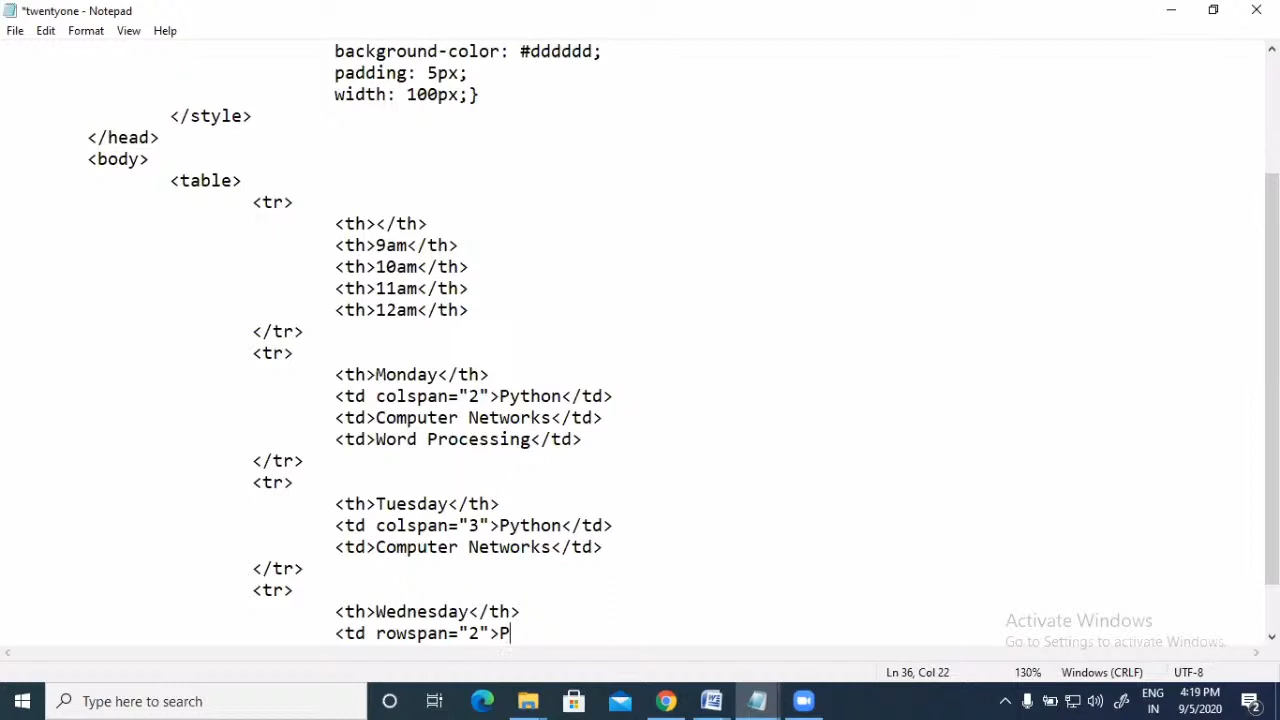 *twentyone - Notepad
File Edit Format View Help
background-color: #dddddd;
padding: 5px;
width: 100px;}
</style>
</head>
<body>
<table>
<tr>
<th></th>
<th>9am</th>
<th>10am</th>
<th>11am</th>
<th>12am</th>
</tr>
<tr>
<th>Monday</th>
<td colspan="2">Python</td>
<td>Computer Networks</td>
<td>Word Processing</td>
</tr>
<tr>
<th>Tuesday</th>
<td colspan="3">Python</td>
<td>Computer Networks</td>
</tr>
<tr>
<th>Wednesday</th>
<td rowspan="2">P
Activate Windows
Go to Settings to activate Windows.
Ln 36, Col 22 130% Windows (CRLF) UTF-8
Type here to search
ENG 4:19 PM
IN 9/5/2020
2